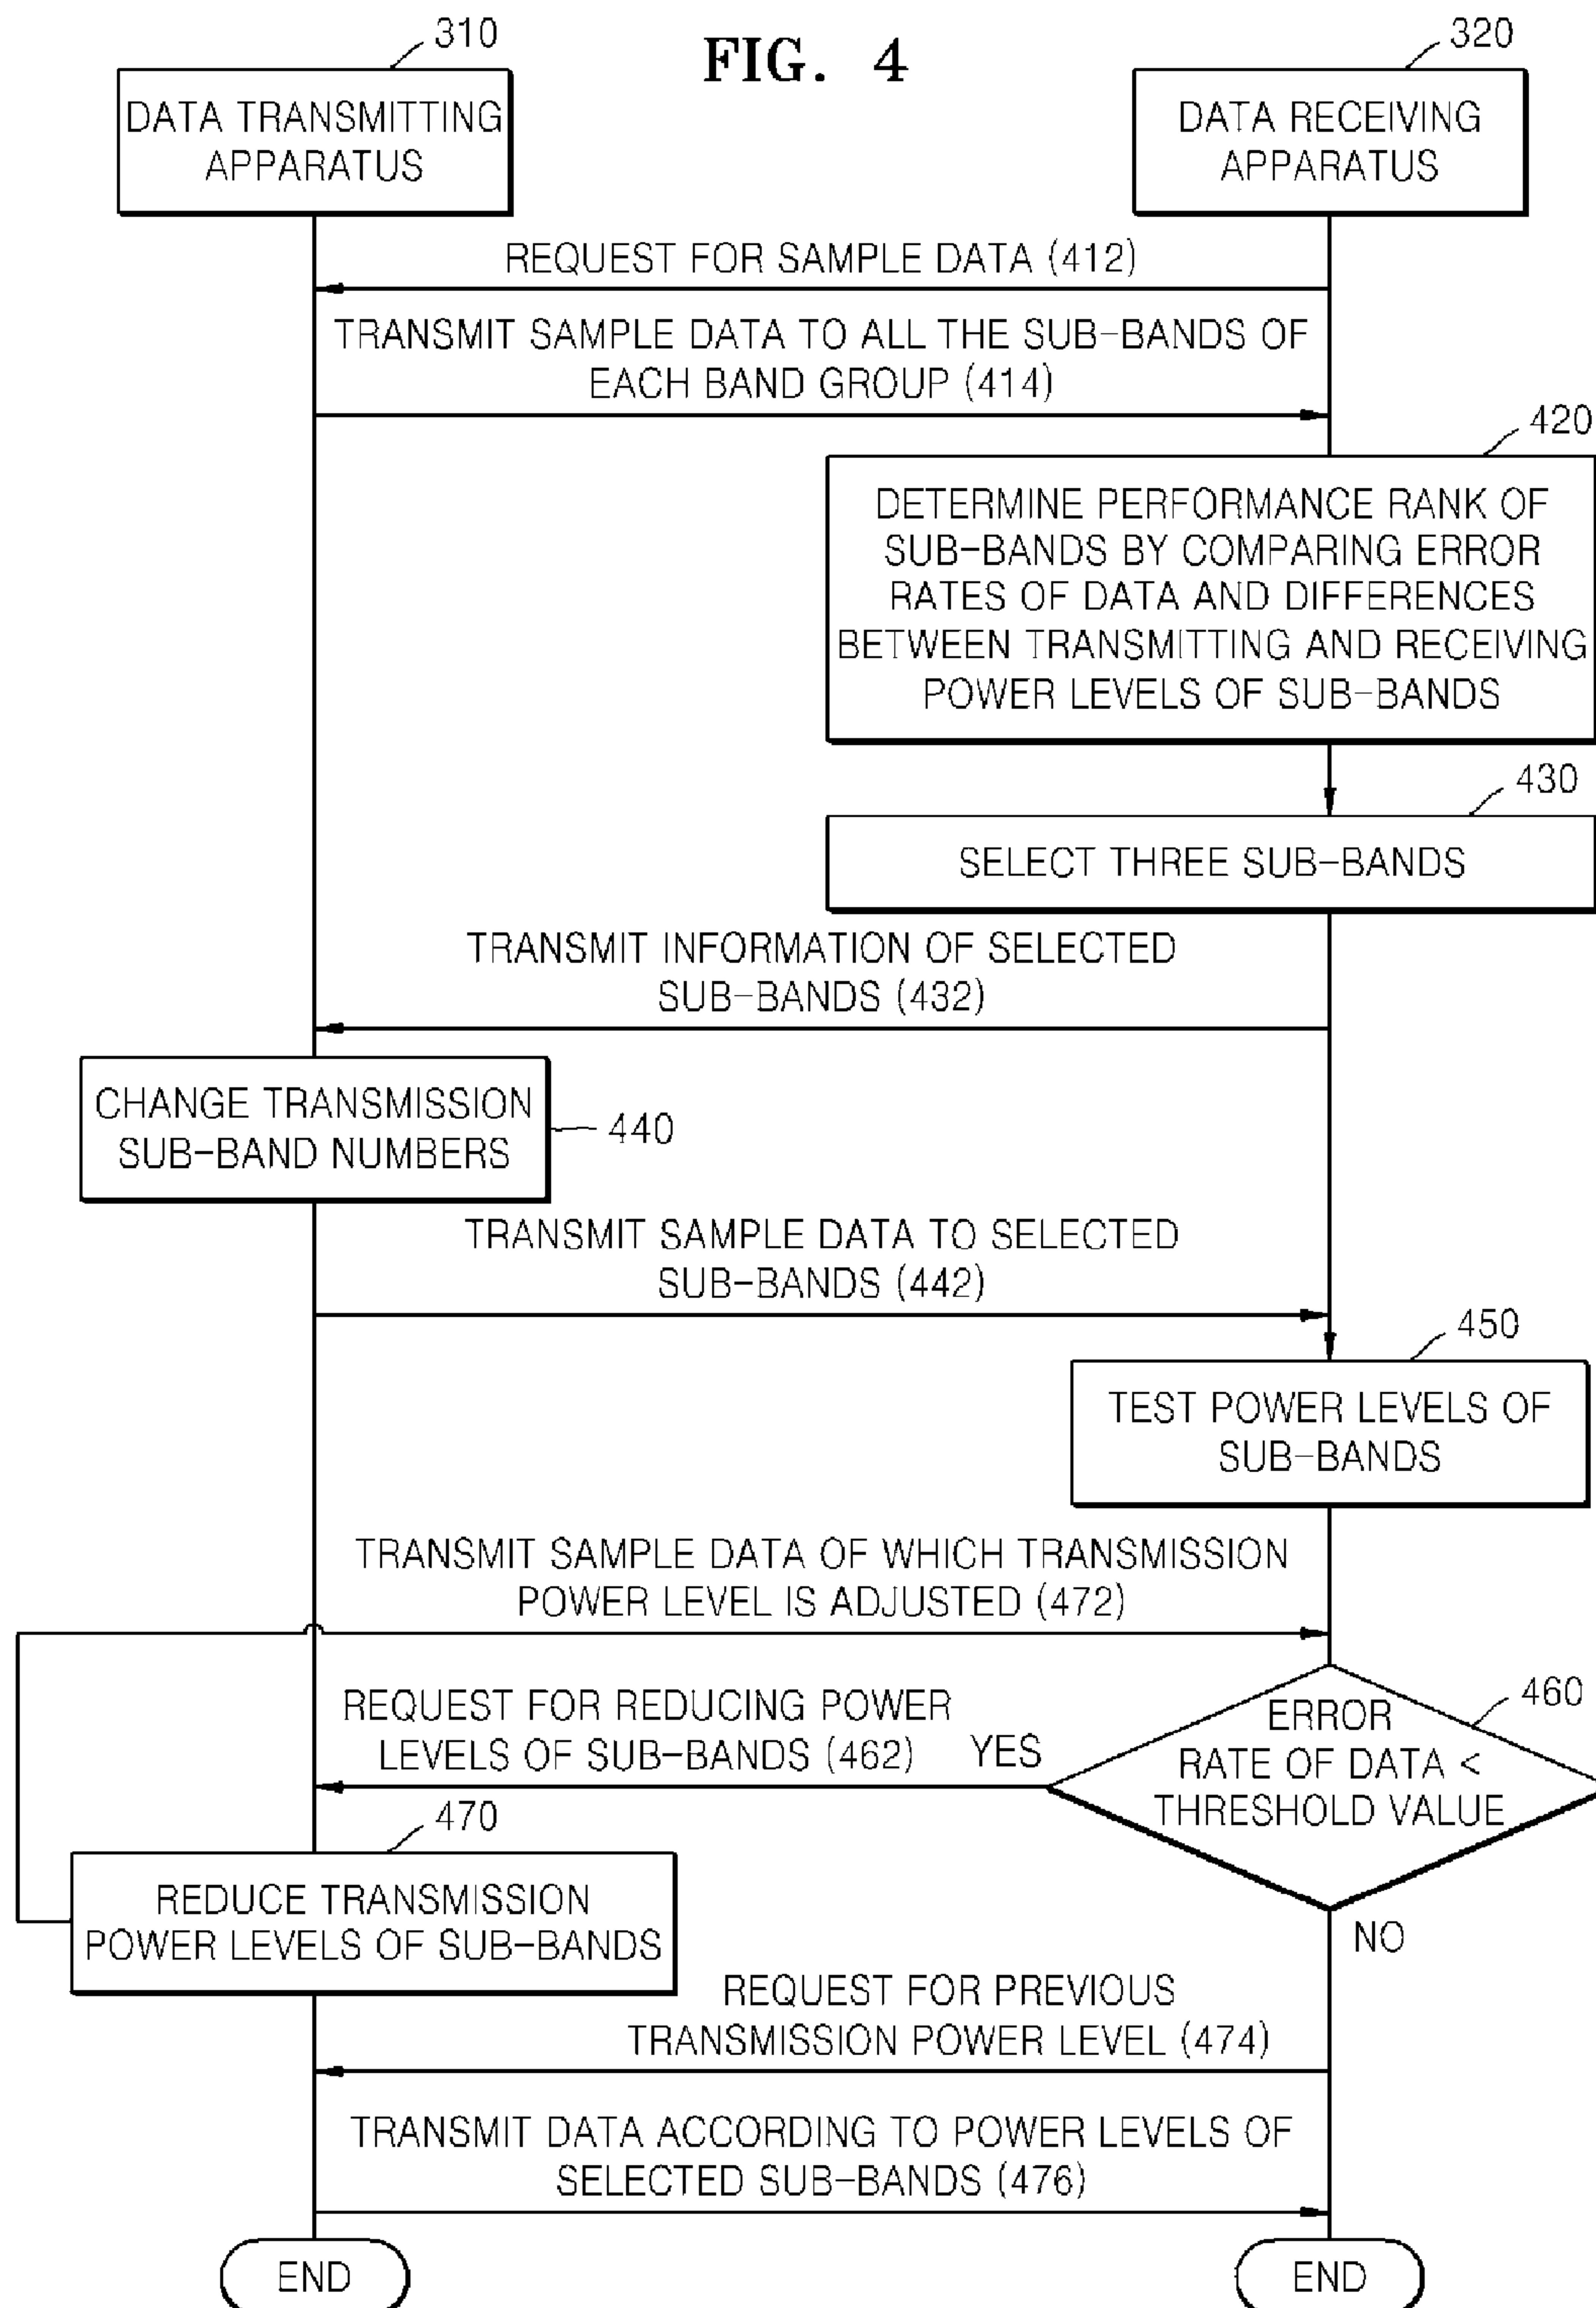 310
FIG. 4
320
DATA TRANSMITTING
APPARATUS
DATA RECEIVING
APPARATUS
REQUEST FOR SAMPLE DATA (412)
TRANSMIT SAMPLE DATA TO ALL THE SUB-BANDS OF
EACH BAND GROUP (414)
420
DETERMINE PERFORMANCE RANK OF
SUB-BANDS BY COMPARING ERROR
RATES OF DATA AND DIFFERENCES
BETWEEN TRANSMITTING AND RECEIVING
POWER LEVELS OF SUB-BANDS
430
SELECT THREE SUB-BANDS
TRANSMIT INFORMATION OF SELECTED
SUB-BANDS (432)
CHANGE TRANSMISSION
SUB-BAND NUMBERS
440
TRANSMIT SAMPLE DATA TO SELECTED
SUB-BANDS (442)
450
TEST POWER LEVELS OF
SUB-BANDS
TRANSMIT SAMPLE DATA OF WHICH TRANSMISSION
POWER LEVEL IS ADJUSTED (472)
REQUEST FOR REDUCING POWER
LEVELS OF SUB-BANDS (462)
YES
460
ERROR
RATE OF DATA <
THRESHOLD VALUE
470
REDUCE TRANSMISSION
POWER LEVELS OF SUB-BANDS
NO
REQUEST FOR PREVIOUS
TRANSMISSION POWER LEVEL (474)
TRANSMIT DATA ACCORDING TO POWER LEVELS OF
SELECTED SUB-BANDS (476)
END
END